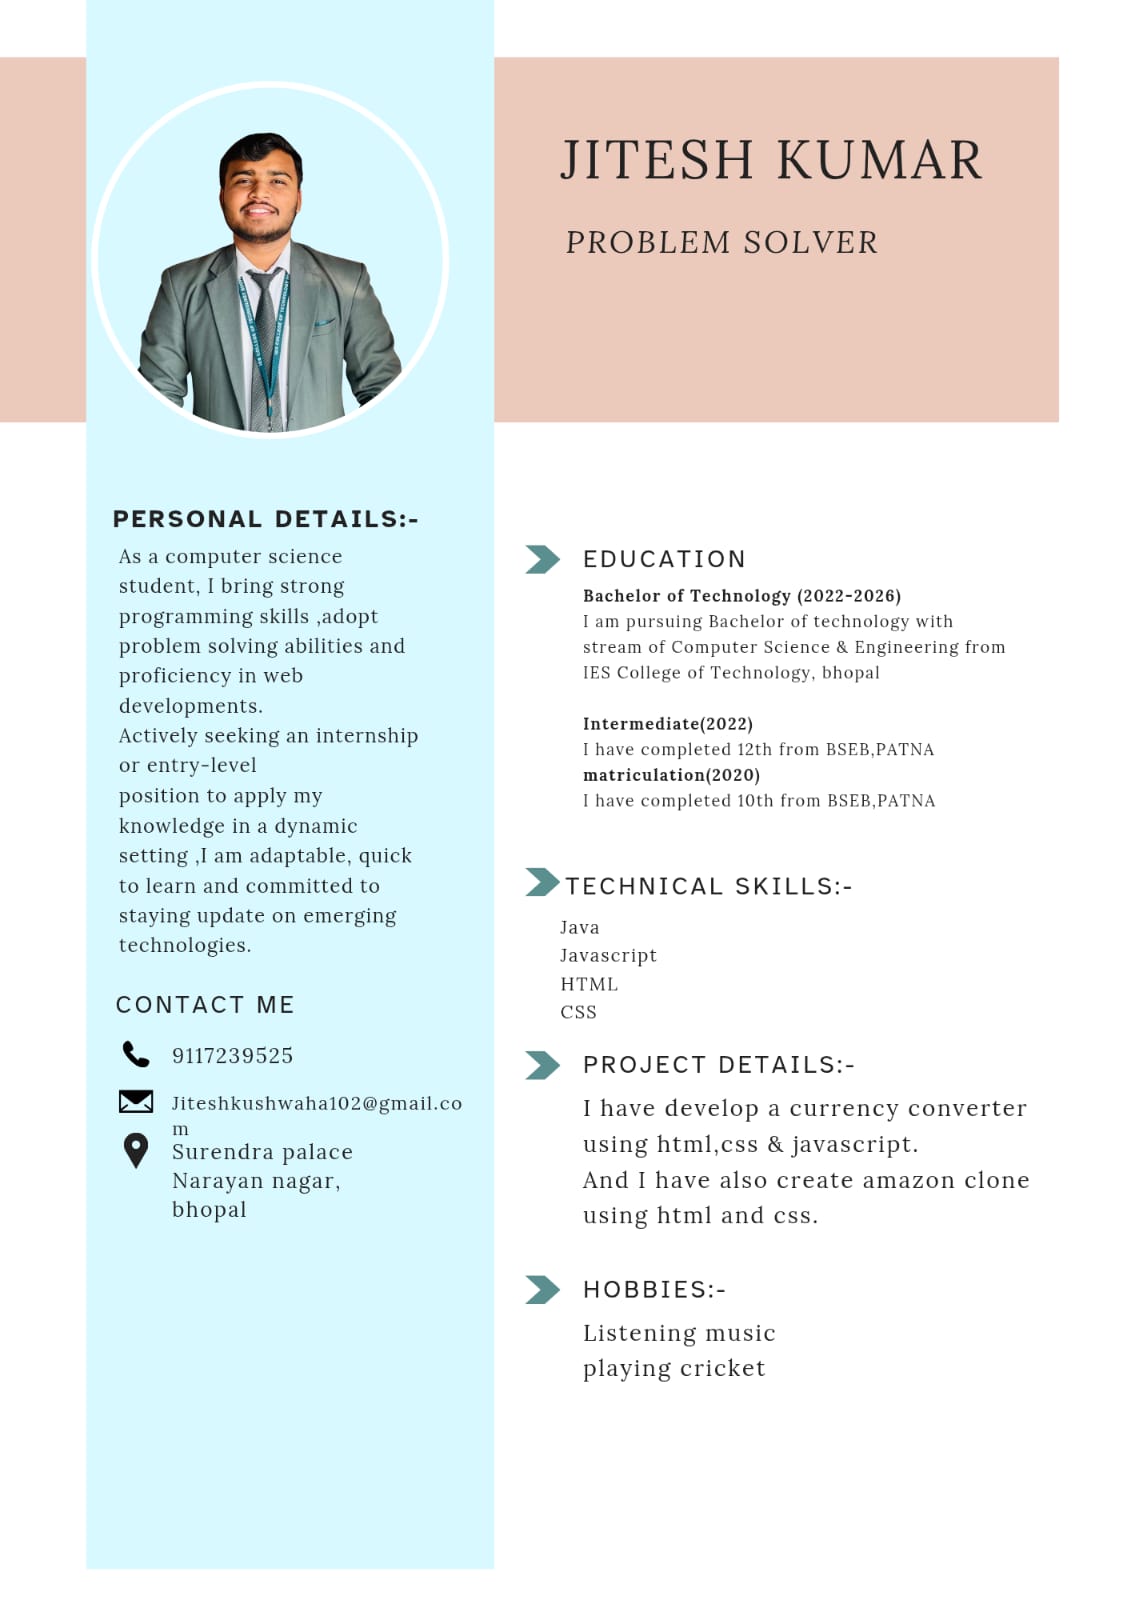 JITESH KUMAR
PROBLEM SOLVER
PERSONAL DETAILS:-
As a computer science
student, I bring strong
programming skills ,adopt
problem solving abilities and
proficiency in web
developments.
Actively seeking an internship
or entry-level
position to apply my
knowledge in a dynamic
setting ,I am adaptable, quick
to learn and committed to
staying update on emerging
technologies.
CONTACT ME
9117239525
Jiteshkushwaha102@gmail.co
m
Surendra palace
Narayan nagar,
bhopal
EDUCATION
Bachelor of Technology (2022-2026)
I am pursuing Bachelor of technology with
stream of Computer Science & Engineering from
IES College of Technology, bhopal
Intermediate(2022)
I have completed 12th from BSEB,PATNA
matriculation(2020)
I have completed 10th from BSEB,PATNA
TECHNICAL SKILLS:-
Java
Javascript
HTML
CSS
PROJECT DETAILS:-
I have develop a currency converter
using html,css & javascript.
And I have also create amazon clone
using html and css.
HOBBIES:-
Listening music
playing cricket